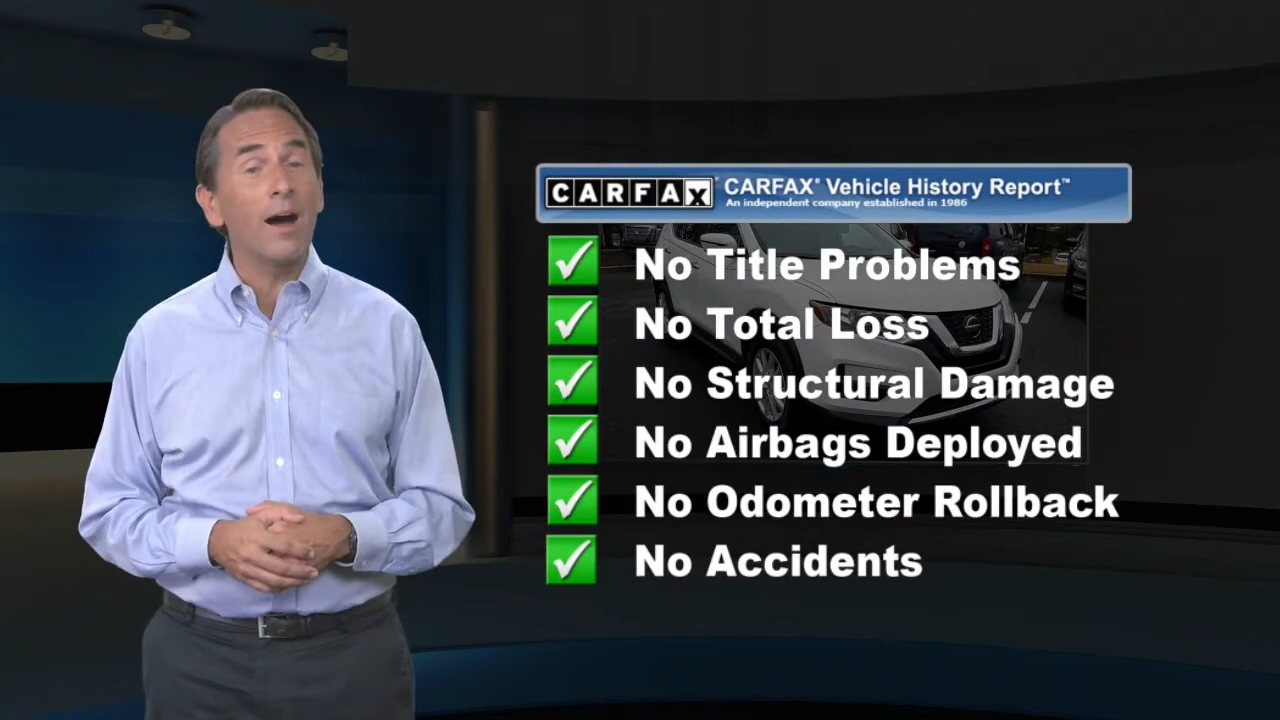 CARFAX® CARFAX® Vehicle History Report™
An independent company established in 1986
No Title Problems
No Total Loss
No Structural Damage
No Airbags Deployed
No Odometer Rollback
No Accidents